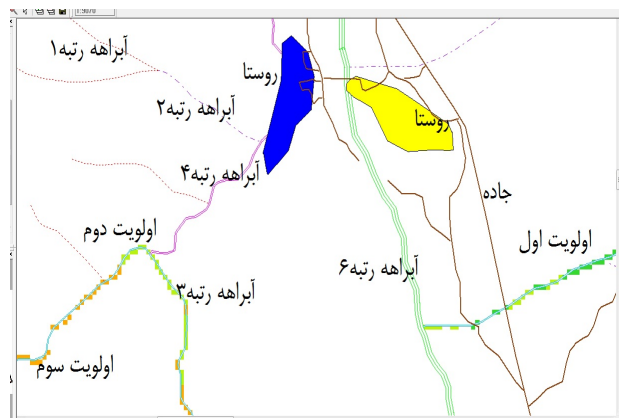 آبراهه رتبه۱
روستا
آبراهه رتبه۲
روستا
آبراهه رتبه۴
جاده
اولویت دوم
اولویت اول
آبراهه رتبه۶
آبراهه رتبه۳
اولویت سوم